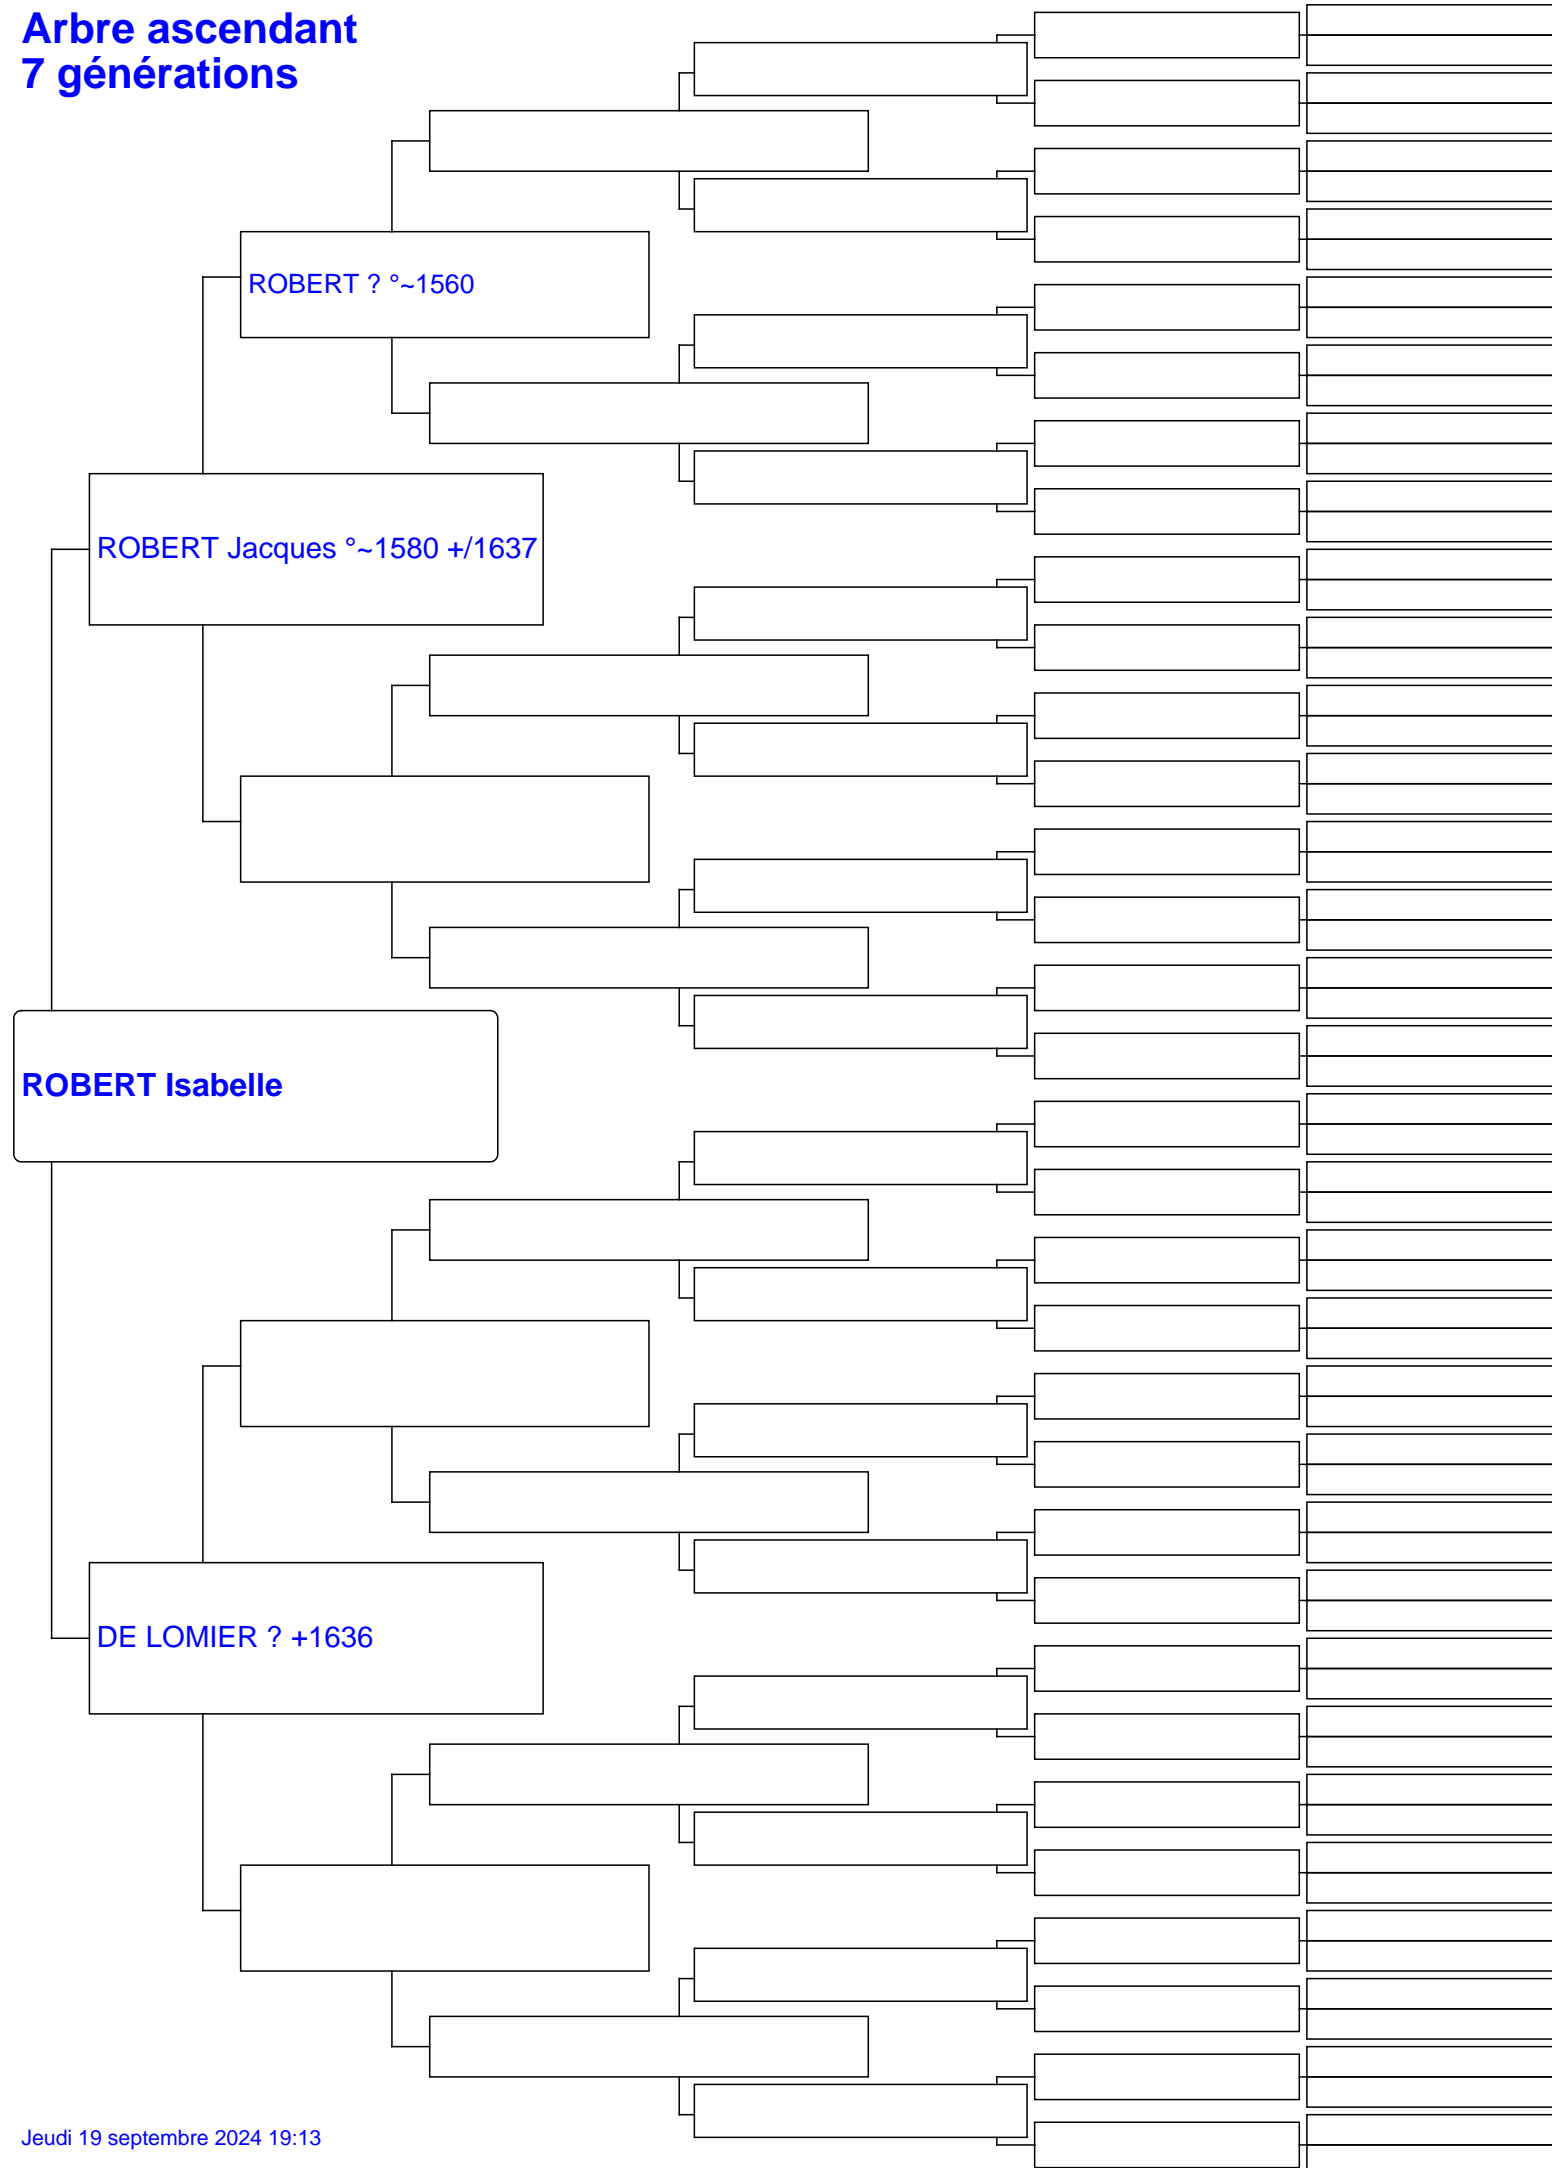 Arbre ascendant
7 générations
ROBERT ? °~1560
ROBERT Jacques °~1580 +/1637
ROBERT Isabelle
DE LOMIER ? +1636
Jeudi 19 septembre 2024 19:13